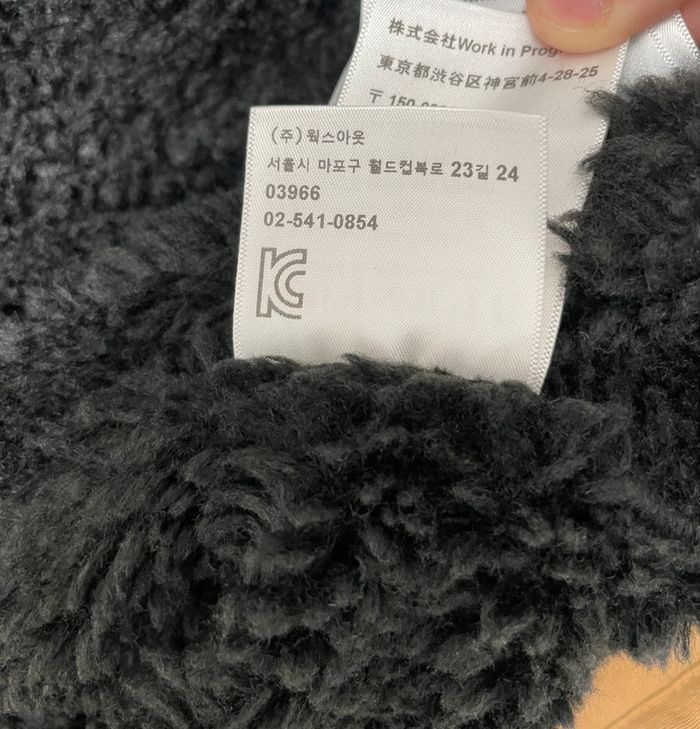 株式会社Work in Prog
東京都渋谷区神宮前4-28-25
〒150-
(주) 웍스아웃
서울시 마포구 월드컵북로 23길 24
03966
02-541-0854
KC